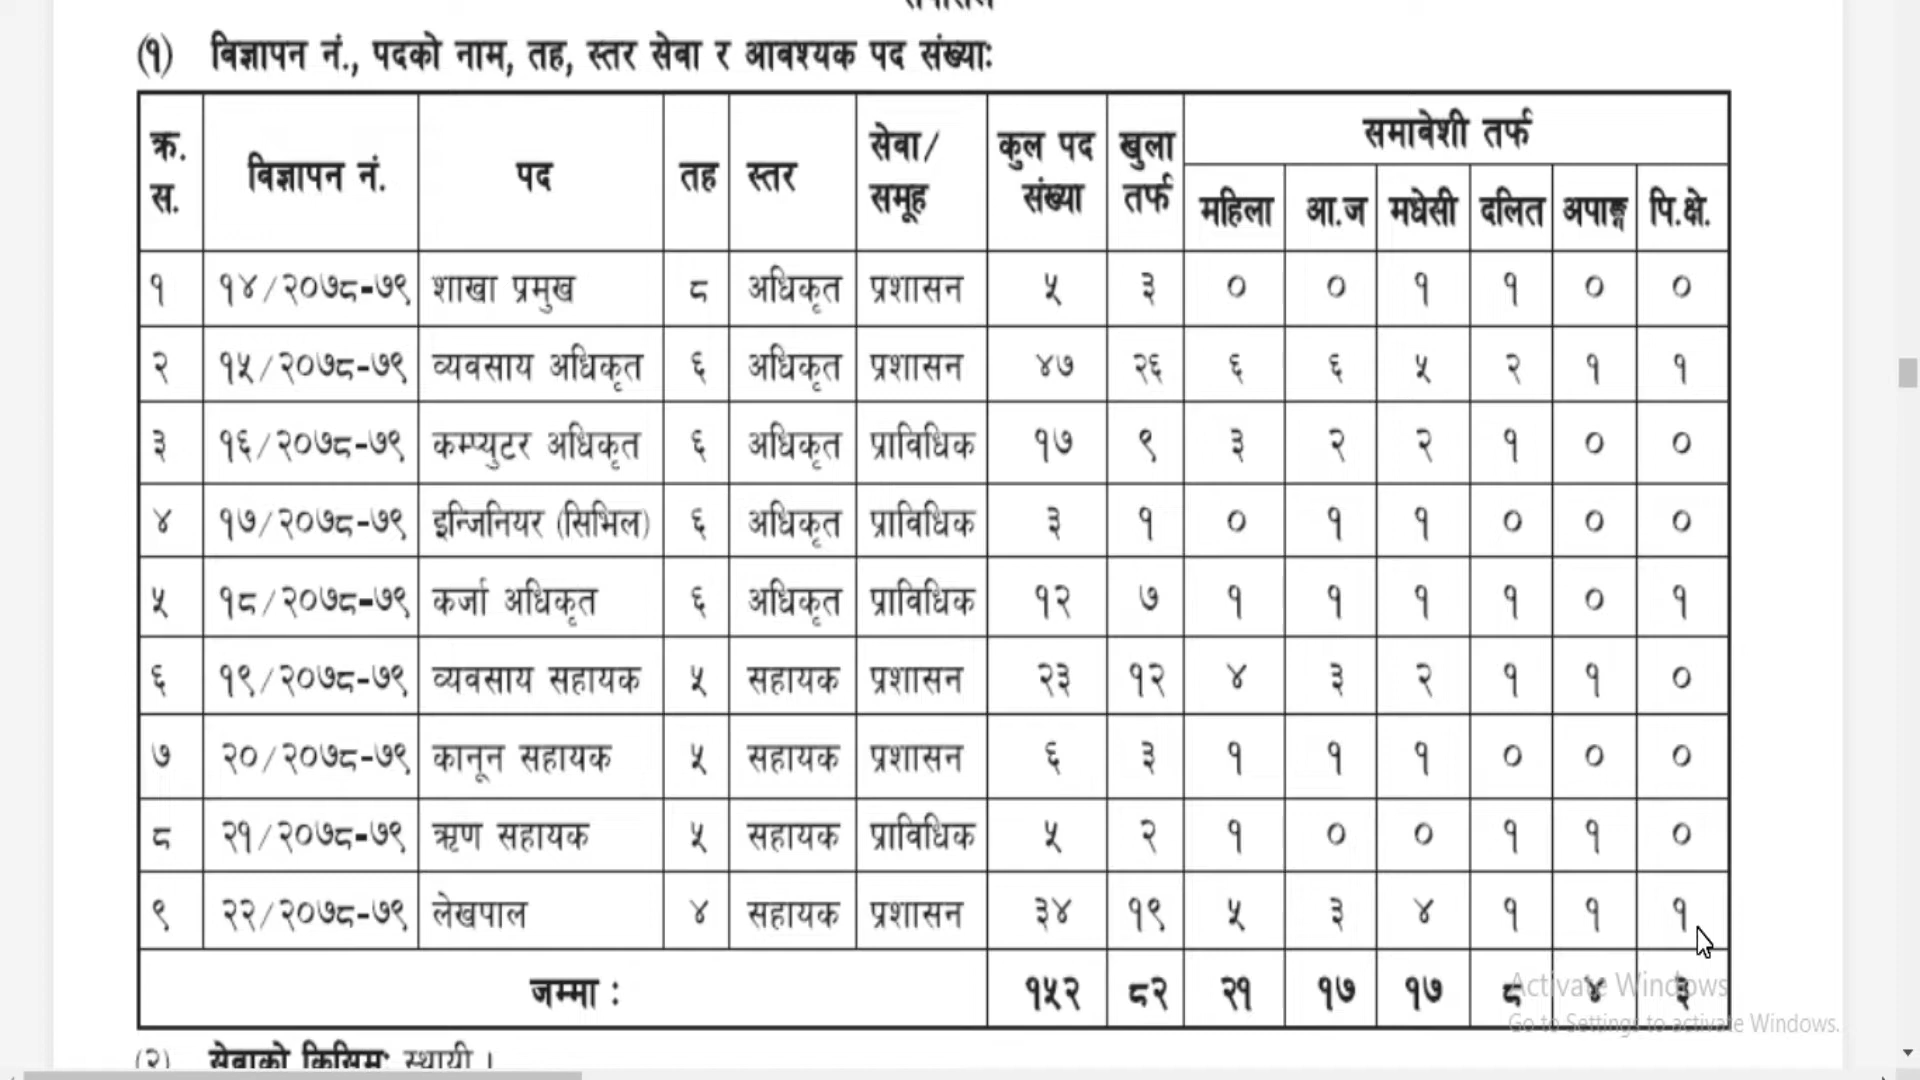 (१) विज्ञापन नं., पदको नाम, तह, स्तर सेवा र आवश्यक पद संख्याः
क्र. स. विज्ञापन नं. पद तह स्तर सेवा/ समूह कुल पद संख्या खुला तर्फ समावेशी तर्फ
महिला आ.ज मधेसी दलित अपाङ्ग पि.क्षे.
१ १४/२०७८-७९ शाखा प्रमुख ८ अधिकृत प्रशासन ५ ३ ० ० १ १ ० ०
२ १५/२०७८-७९ व्यवसाय अधिकृत ६ अधिकृत प्रशासन ४७ २६ ६ ६ ५ २ १ १
३ १६/२०७८-७९ कम्प्युटर अधिकृत ६ अधिकृत प्राविधिक १७ ९ ३ २ २ १ ० ०
४ १७/२०७८-७९ इन्जिनियर (सिभिल) ६ अधिकृत प्राविधिक ३ १ ० १ १ ० ० ०
५ १८/२०७८-७९ कर्जा अधिकृत ६ अधिकृत प्राविधिक १२ ७ १ १ १ १ ० १
६ १९/२०७८-७९ व्यवसाय सहायक ५ सहायक प्रशासन २३ १२ ४ ३ २ १ १ ०
७ २०/२०७८-७९ कानून सहायक ५ सहायक प्रशासन ६ ३ १ १ १ ० ० ०
८ २१/२०७८-७९ ऋण सहायक ५ सहायक प्राविधिक ५ २ १ ० ० १ १ ०
९ २२/२०७८-७९ लेखपाल ४ सहायक प्रशासन ३४ १९ ५ ३ ४ १ १ १
जम्मा : १५२ ८२ २१ १७ १७ ८ ४ ३
Activate Windows
Go to Settings to activate Windows.
(२) सेवाको किसिमः स्थायी ।